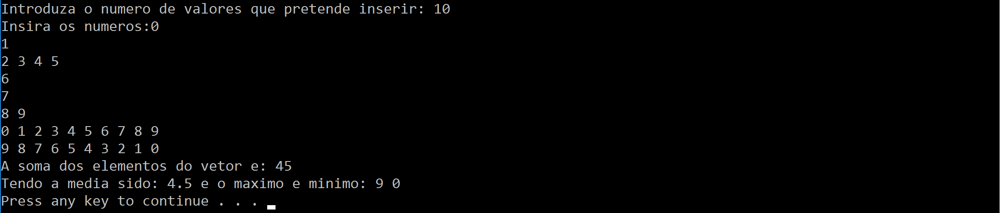 Introduza o numero de valores que pretende inserir: 10
Insira os numeros:0
1
2 3 4 5
6
7
8 9
0 1 2 3 4 5 6 7 8 9
9 8 7 6 5 4 3 2 1 0
A soma dos elementos do vetor e: 45
Tendo a media sido: 4.5 e o maximo e minimo: 9 0
Press any key to continue . . .